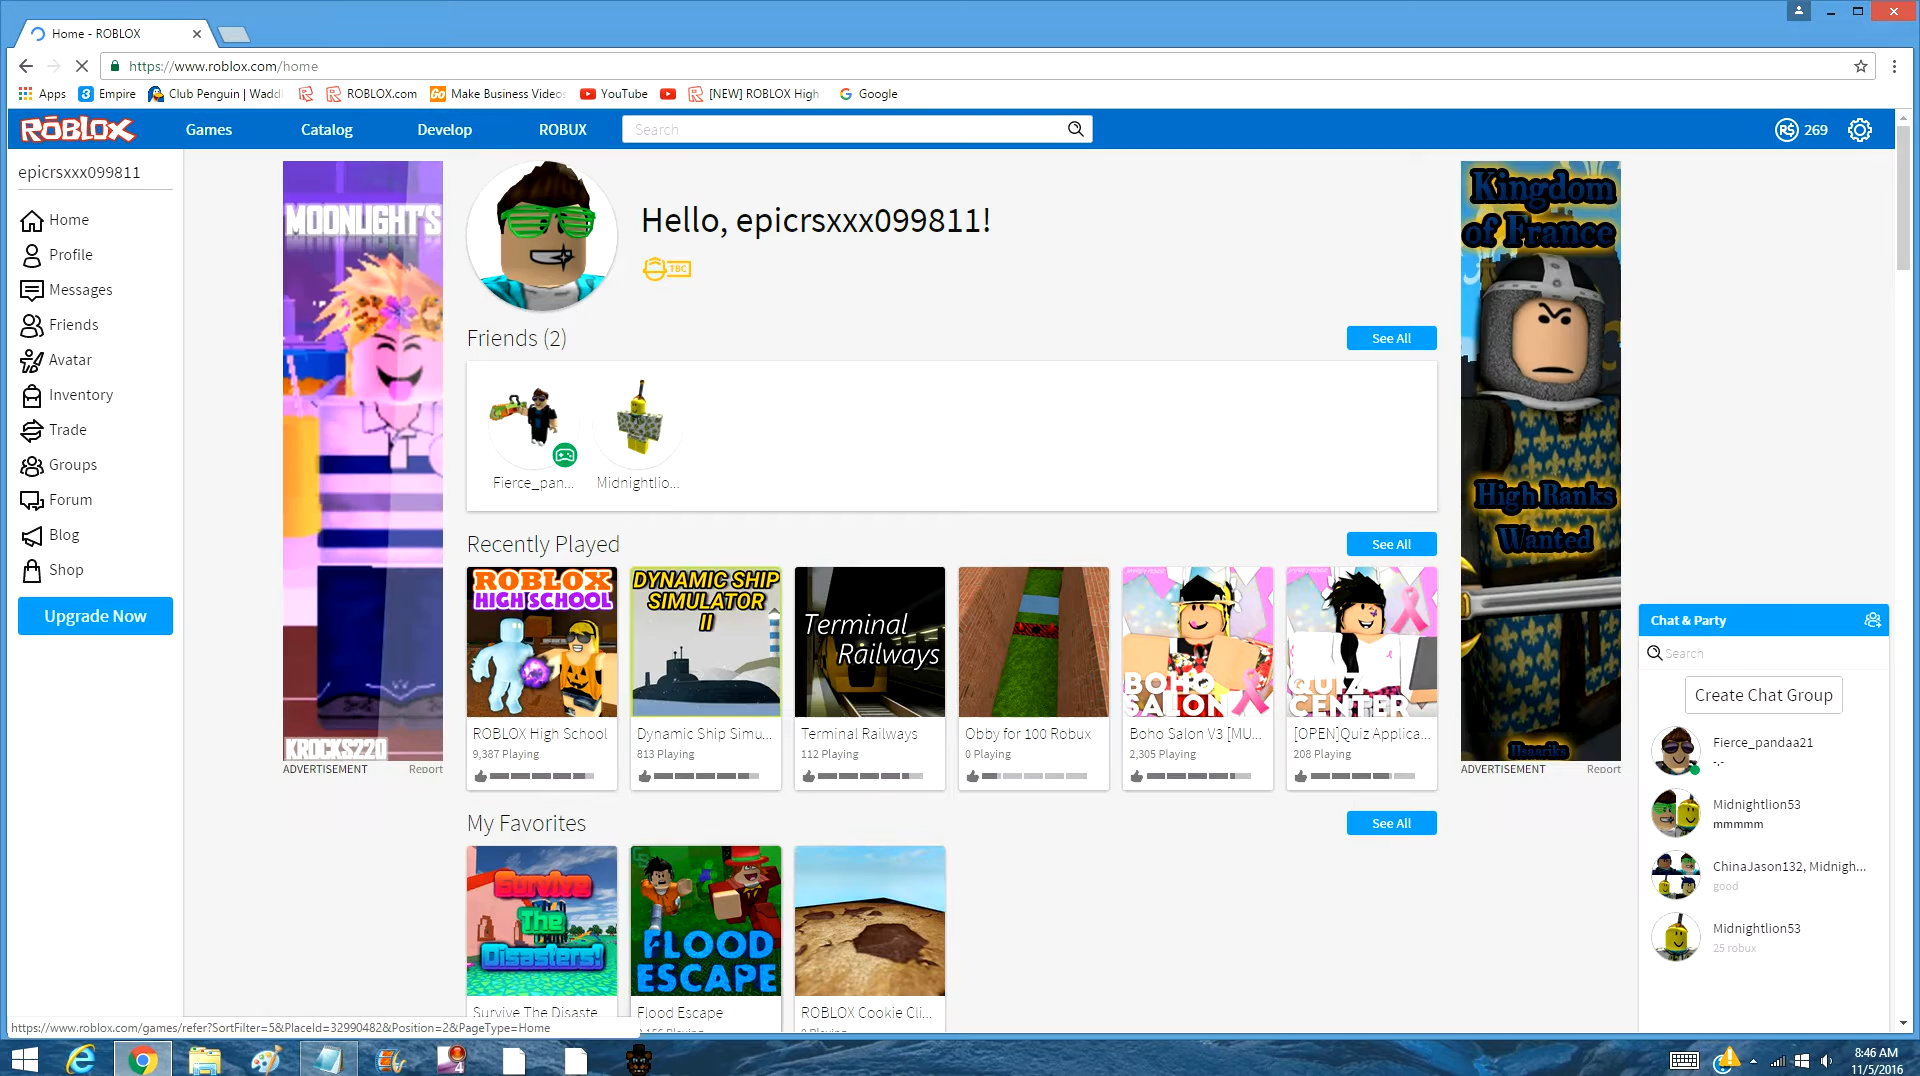 Home - ROBLOX
https://www.roblox.com/home
Apps
Empire
Club Penguin | Waddl
ROBLOX.com
Make Business Videos
YouTube
[NEW] ROBLOX High
Google
ROBLOX
Games
Catalog
Develop
ROBUX
Search
R$ 269
epicrsxxx099811
Home
Profile
Messages
Friends
Avatar
Inventory
Trade
Groups
Forum
Blog
Shop
Upgrade Now
MOONLIGHT'S
KROCKS220
ADVERTISEMENT
Report
Hello, epicrsxxx099811!
TBC
Friends (2)
See All
Fierce_pan...
Midnightlio...
Recently Played
See All
ROBLOX
HIGH SCHOOL
ROBLOX High School
9,387 Playing
DYNAMIC SHIP
SIMULATOR
II
Dynamic Ship Simu...
813 Playing
Terminal
Railways
Terminal Railways
112 Playing
Obby for 100 Robux
0 Playing
BOHO
SALON
Boho Salon V3 [MU...
2,305 Playing
QUIZ
CENTER
[OPEN]Quiz Applica...
208 Playing
My Favorites
See All
Survive
The
Disasters!
Survive The Disaste
FLOOD
ESCAPE
Flood Escape
ROBLOX Cookie Cli...
Kingdom
of France
High Ranks
Wanted
ADVERTISEMENT
Report
Chat & Party
Search
Create Chat Group
Fierce_pandaa21
-.-
Midnightlion53
mmmmm
ChinaJason132, Midnigh...
good
Midnightlion53
25 robux
https://www.roblox.com/games/refer?SortFilter=5&PlaceId=32990482&Position=2&PageType=Home
4
8:46 AM
11/5/2016